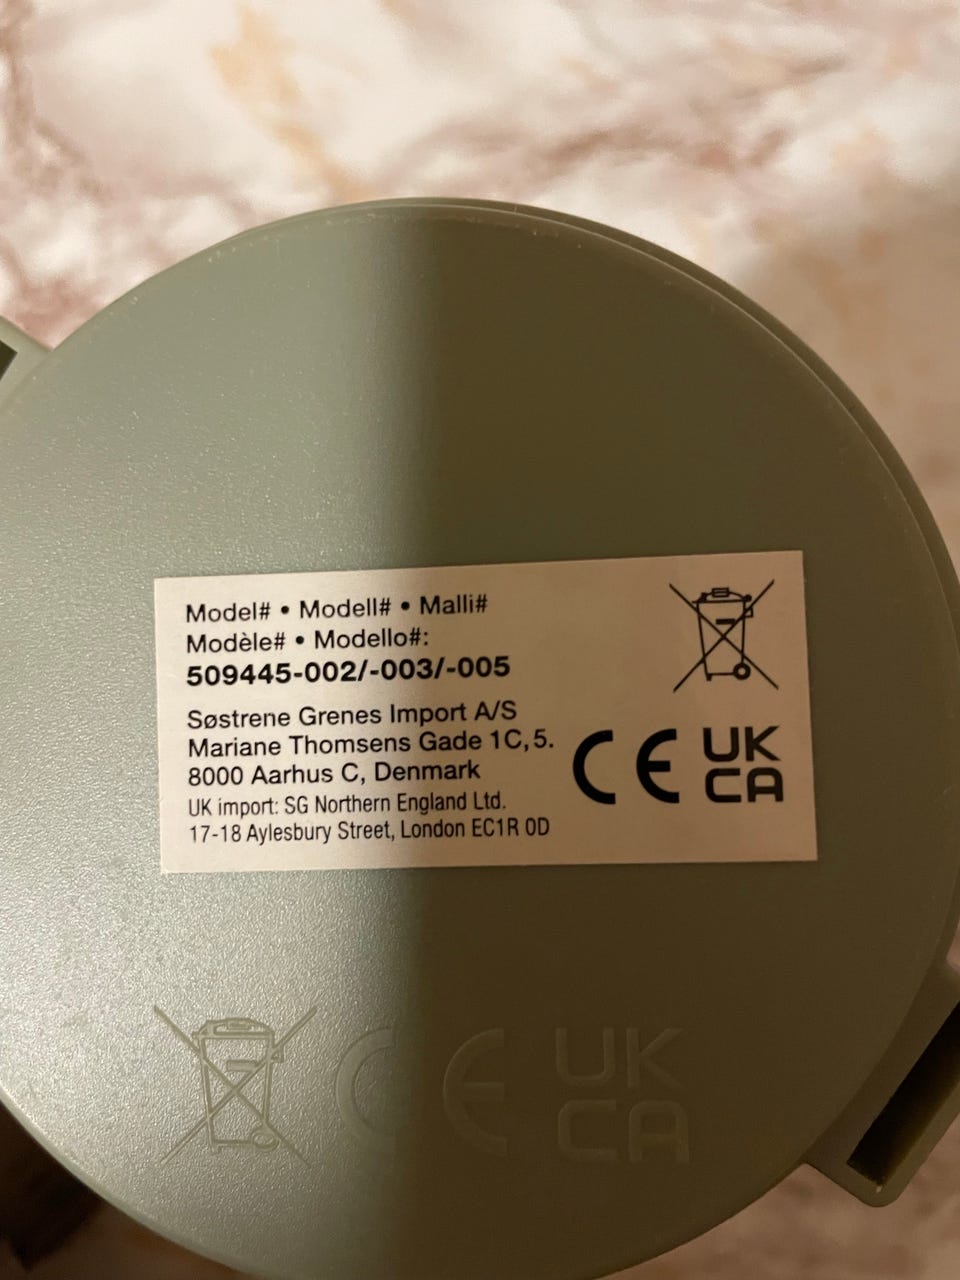 Model# • Modell# • Malli#
Modèle# • Modello#:
509445-002/-003/-005
Søstrene Grenes Import A/S
Mariane Thomsens Gade 1C, 5.
8000 Aarhus C, Denmark
UK import: SG Northern England Ltd.
17-18 Aylesbury Street, London EC1R 0D
CE UK
CA
CE UK
CA